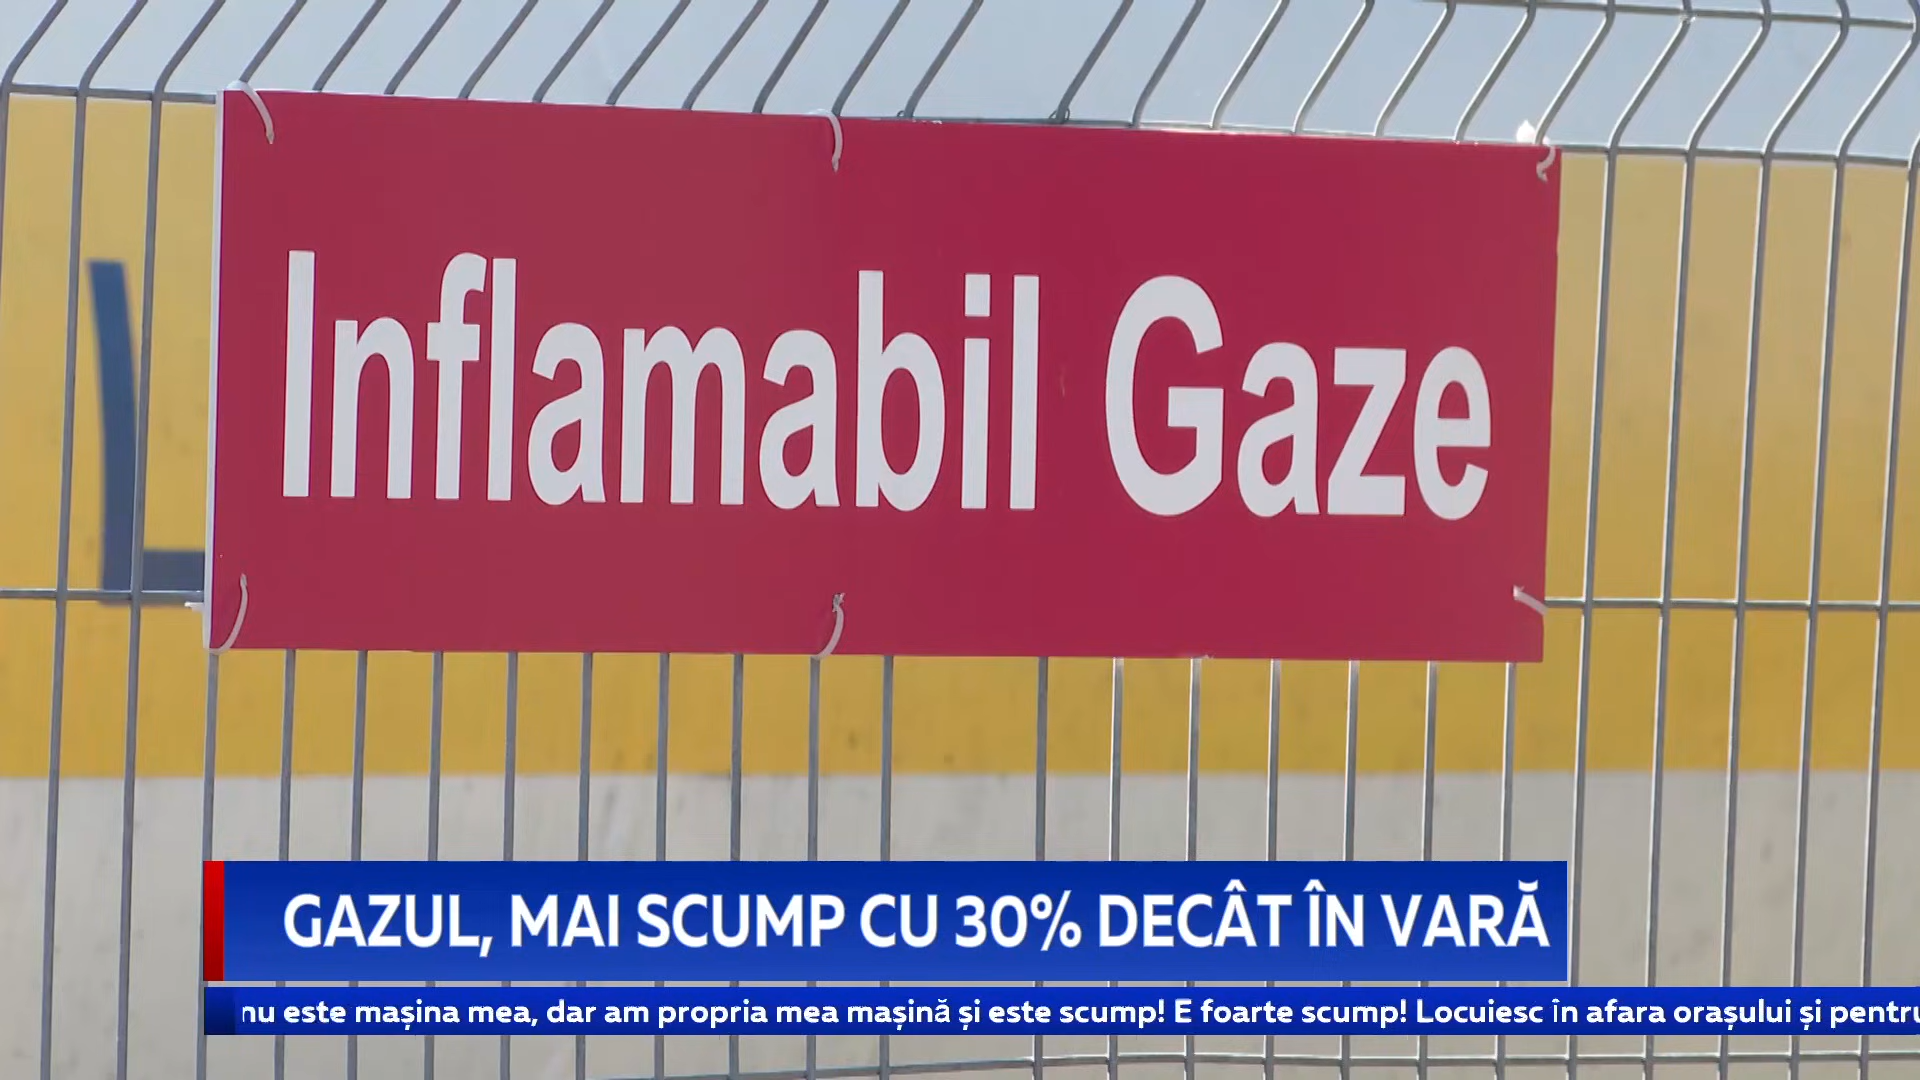 Inflamabil Gaze
GAZUL, MAI SCUMP CU 30% DECÂT ÎN VARĂ
nu este mașina mea, dar am propria mea mașină și este scump! E foarte scump! Locuiesc în afara orașului și pentru